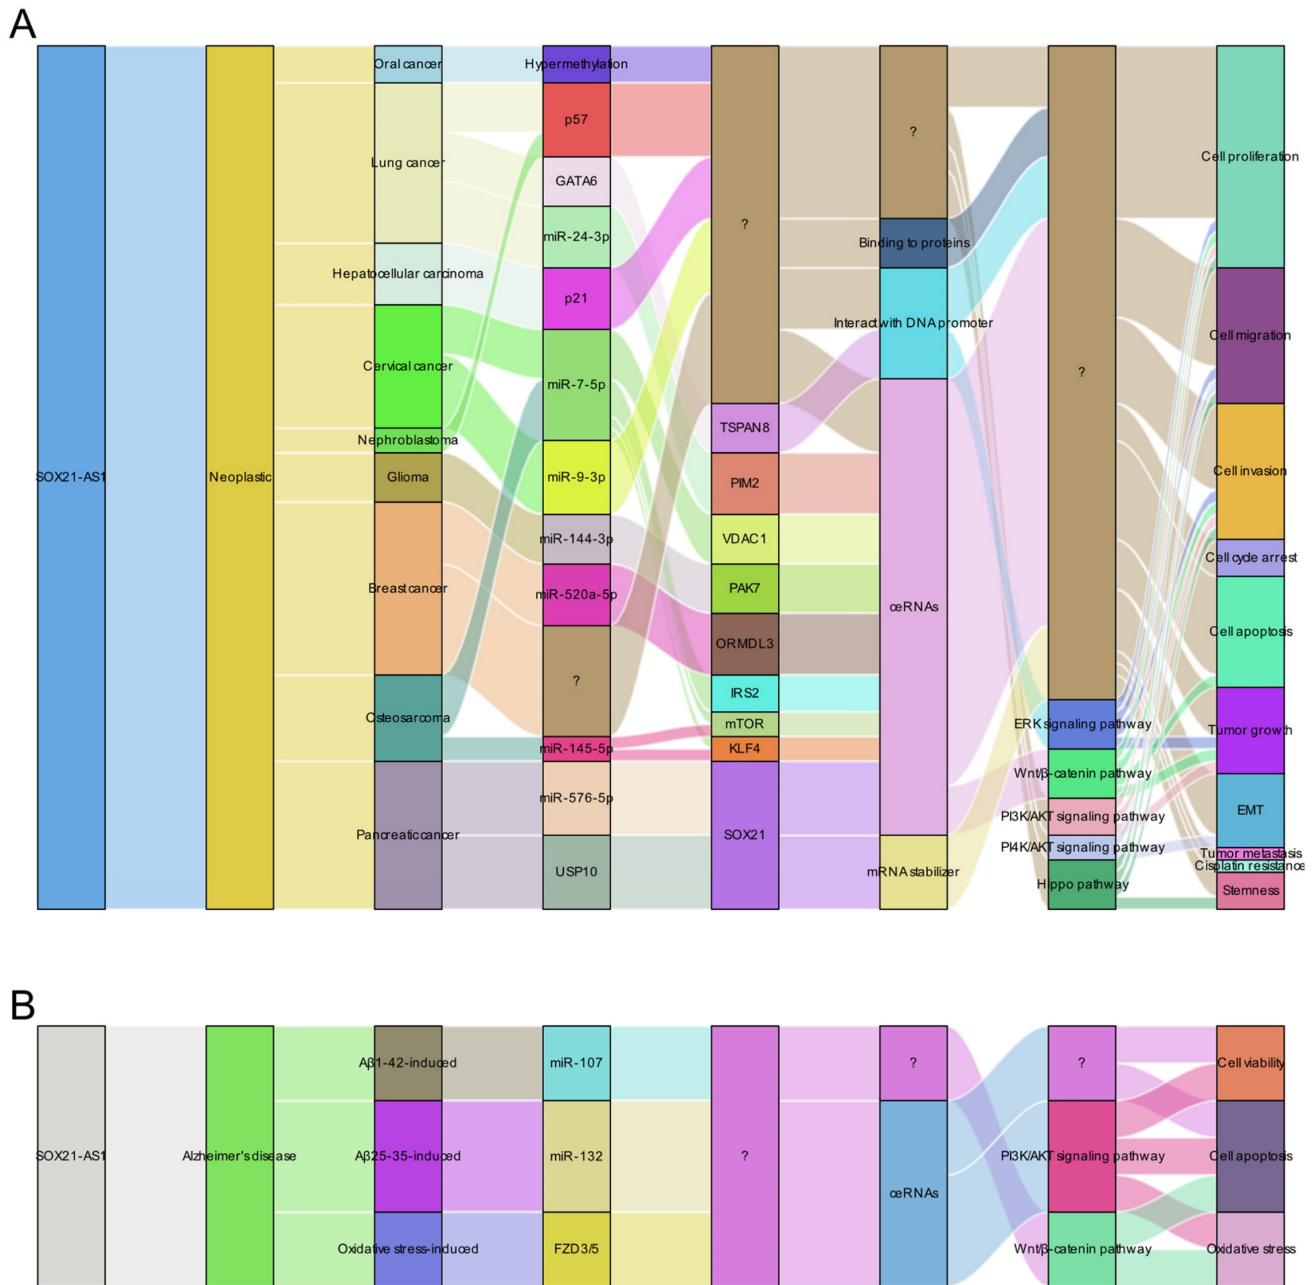 A
SOX21-AS1
Neoplastic
Oral cancer
Lung cancer
Hepatocellular carcinoma
Cervical cancer
Nephroblastoma
Glioma
Breast cancer
Osteosarcoma
Pancreatic cancer
Hypermethylation
p57
GATA6
miR-24-3p
p21
miR-7-5p
miR-9-3p
miR-144-3p
miR-520a-5p
?
miR-145-5p
miR-576-5p
USP10
?
TSPAN8
PIM2
VDAC1
PAK7
ORMDL3
IRS2
mTOR
KLF4
SOX21
?
Binding to proteins
Interact with DNA promoter
ceRNAs
mRNA stabilizer
?
ERK signaling pathway
Wnt/β-catenin pathway
PI3K/AKT signaling pathway
PI4K/AKT signaling pathway
Hippo pathway
Cell proliferation
Cell migration
Cell invasion
Cell cycle arrest
Cell apoptosis
Tumor growth
EMT
Tumor metastasis
Cisplatin resistance
Stemness
B
SOX21-AS1
Alzheimer's disease
Aβ1-42-induced
Aβ25-35-induced
Oxidative stress-induced
miR-107
miR-132
FZD3/5
?
?
ceRNAs
?
PI3K/AKT signaling pathway
Wnt/β-catenin pathway
Cell viability
Cell apoptosis
Oxidative stress